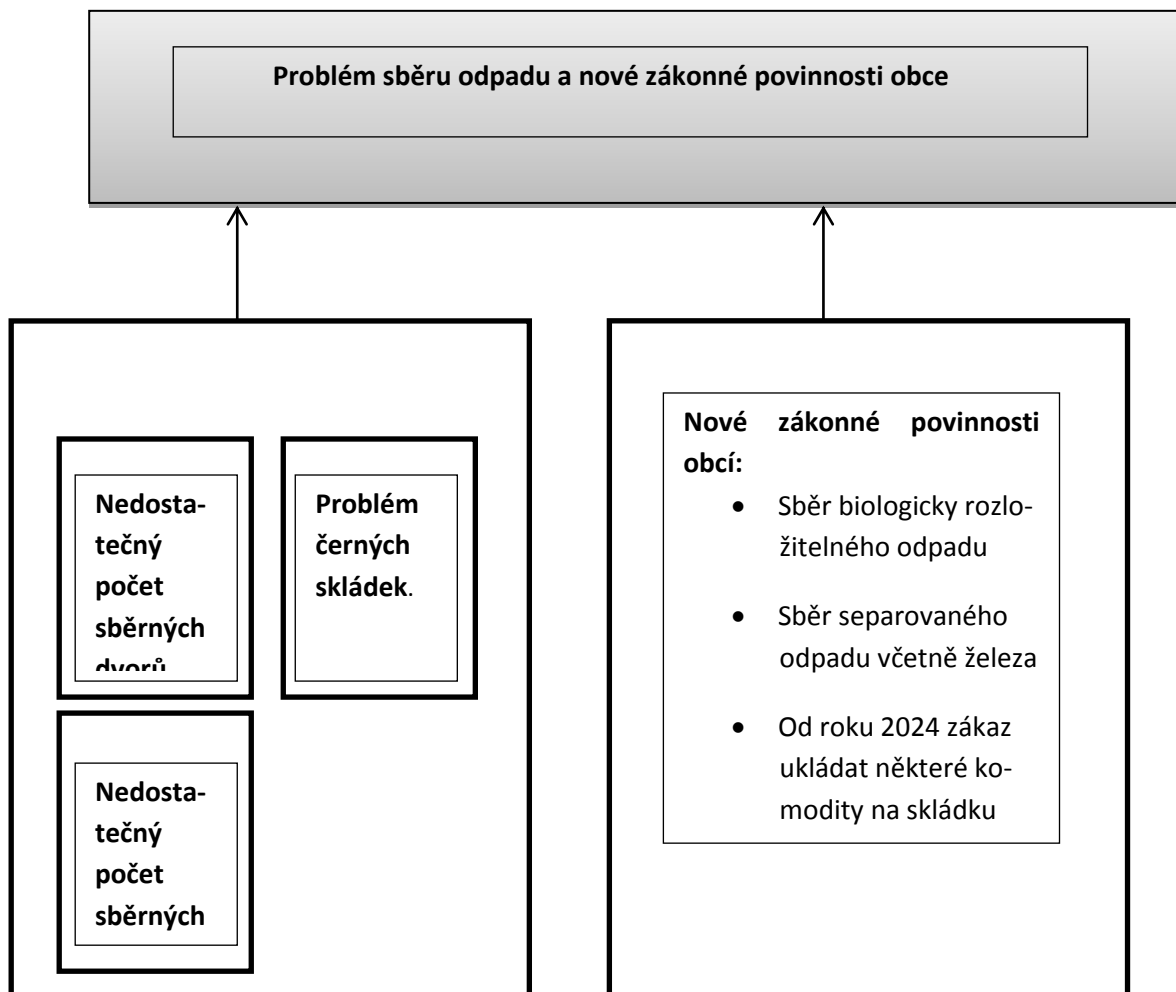 Problém sběru odpadu a nové zákonné povinnosti obce
Nedosta-
tečný
počet
sběrných
dvorů
Problém
černých
skládek.
Nedosta-
tečný
počet
sběrných
Nové zákonné povinnosti
obcí:
• Sběr biologicky rozlo-
žitelného odpadu
• Sběr separovaného
odpadu včetně železa
• Od roku 2024 zákaz
ukládat některé ko-
modity na skládku